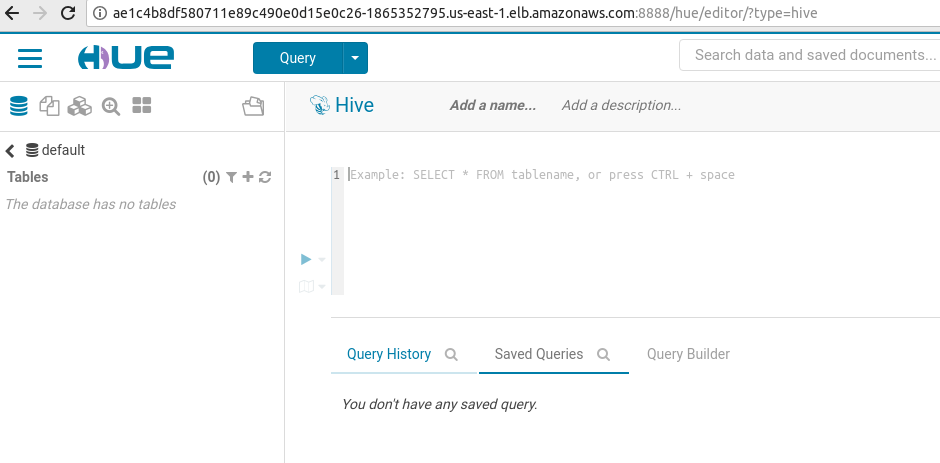 ae1c4b8df580711e89c490e0d15e0c26-1865352795.us-east-1.elb.amazonaws.com:8888/hue/editor/?type=hive
HUE
Query
Search data and saved documents...
Hive
Add a name...
Add a description...
default
Tables
(0)
The database has no tables
1
Example: SELECT * FROM tablename, or press CTRL + space
Query History
Saved Queries
Query Builder
You don't have any saved query.